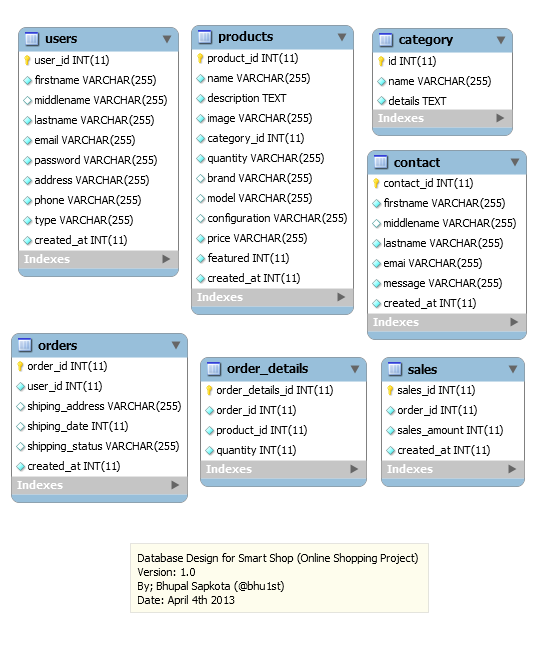 users
user_id INT(11)
firstname VARCHAR(255)
middlename VARCHAR(255)
lastname VARCHAR(255)
email VARCHAR(255)
password VARCHAR(255)
address VARCHAR(255)
phone VARCHAR(255)
type VARCHAR(255)
created_at INT(11)
Indexes
products
product_id INT(11)
name VARCHAR(255)
description TEXT
image VARCHAR(255)
category_id INT(11)
quantity VARCHAR(255)
brand VARCHAR(255)
model VARCHAR(255)
configuration VARCHAR(255)
price VARCHAR(255)
featured INT(11)
created_at INT(11)
Indexes
category
id INT(11)
name VARCHAR(255)
details TEXT
Indexes
contact
contact_id INT(11)
firstname VARCHAR(255)
middlename VARCHAR(255)
lastname VARCHAR(255)
emai VARCHAR(255)
message VARCHAR(255)
created_at INT(11)
Indexes
orders
order_id INT(11)
user_id INT(11)
shiping_address VARCHAR(255)
shiping_date INT(11)
shipping_status VARCHAR(255)
created_at INT(11)
Indexes
order_details
order_details_id INT(11)
order_id INT(11)
product_id INT(11)
quantity INT(11)
Indexes
sales
sales_id INT(11)
order_id INT(11)
sales_amount INT(11)
created_at INT(11)
Indexes
Database Design for Smart Shop (Online Shopping Project)
Version: 1.0
By; Bhupal Sapkota (@bhu1st)
Date: April 4th 2013